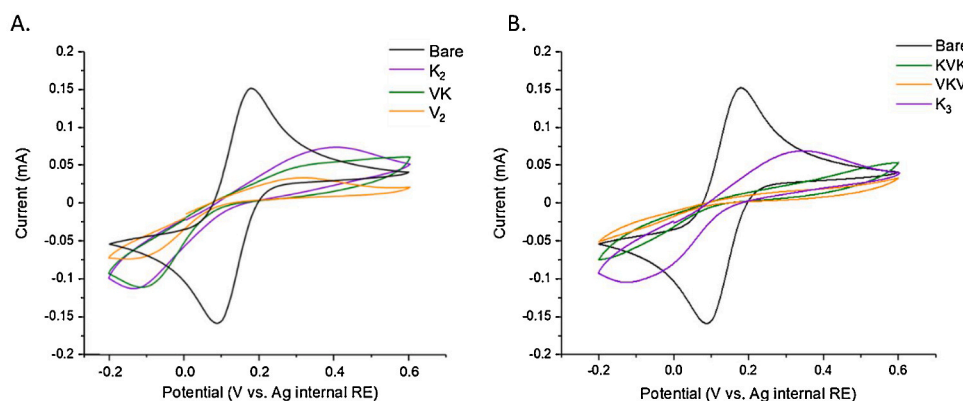 A.
B.
0.2
0.15
0.1
0.05
0
-0.05
-0.1
-0.15
-0.2
Current (mA)
-0.2 0.0 0.2 0.4 0.6
Potential (V vs. Ag internal RE)
Bare
K₂
VK
V₂
0.2
0.15
0.1
0.05
0
-0.05
-0.1
-0.15
-0.2
Current (mA)
-0.2 0.0 0.2 0.4 0.6
Potential (V vs. Ag internal RE)
Bare
KVK
VKV
K₃